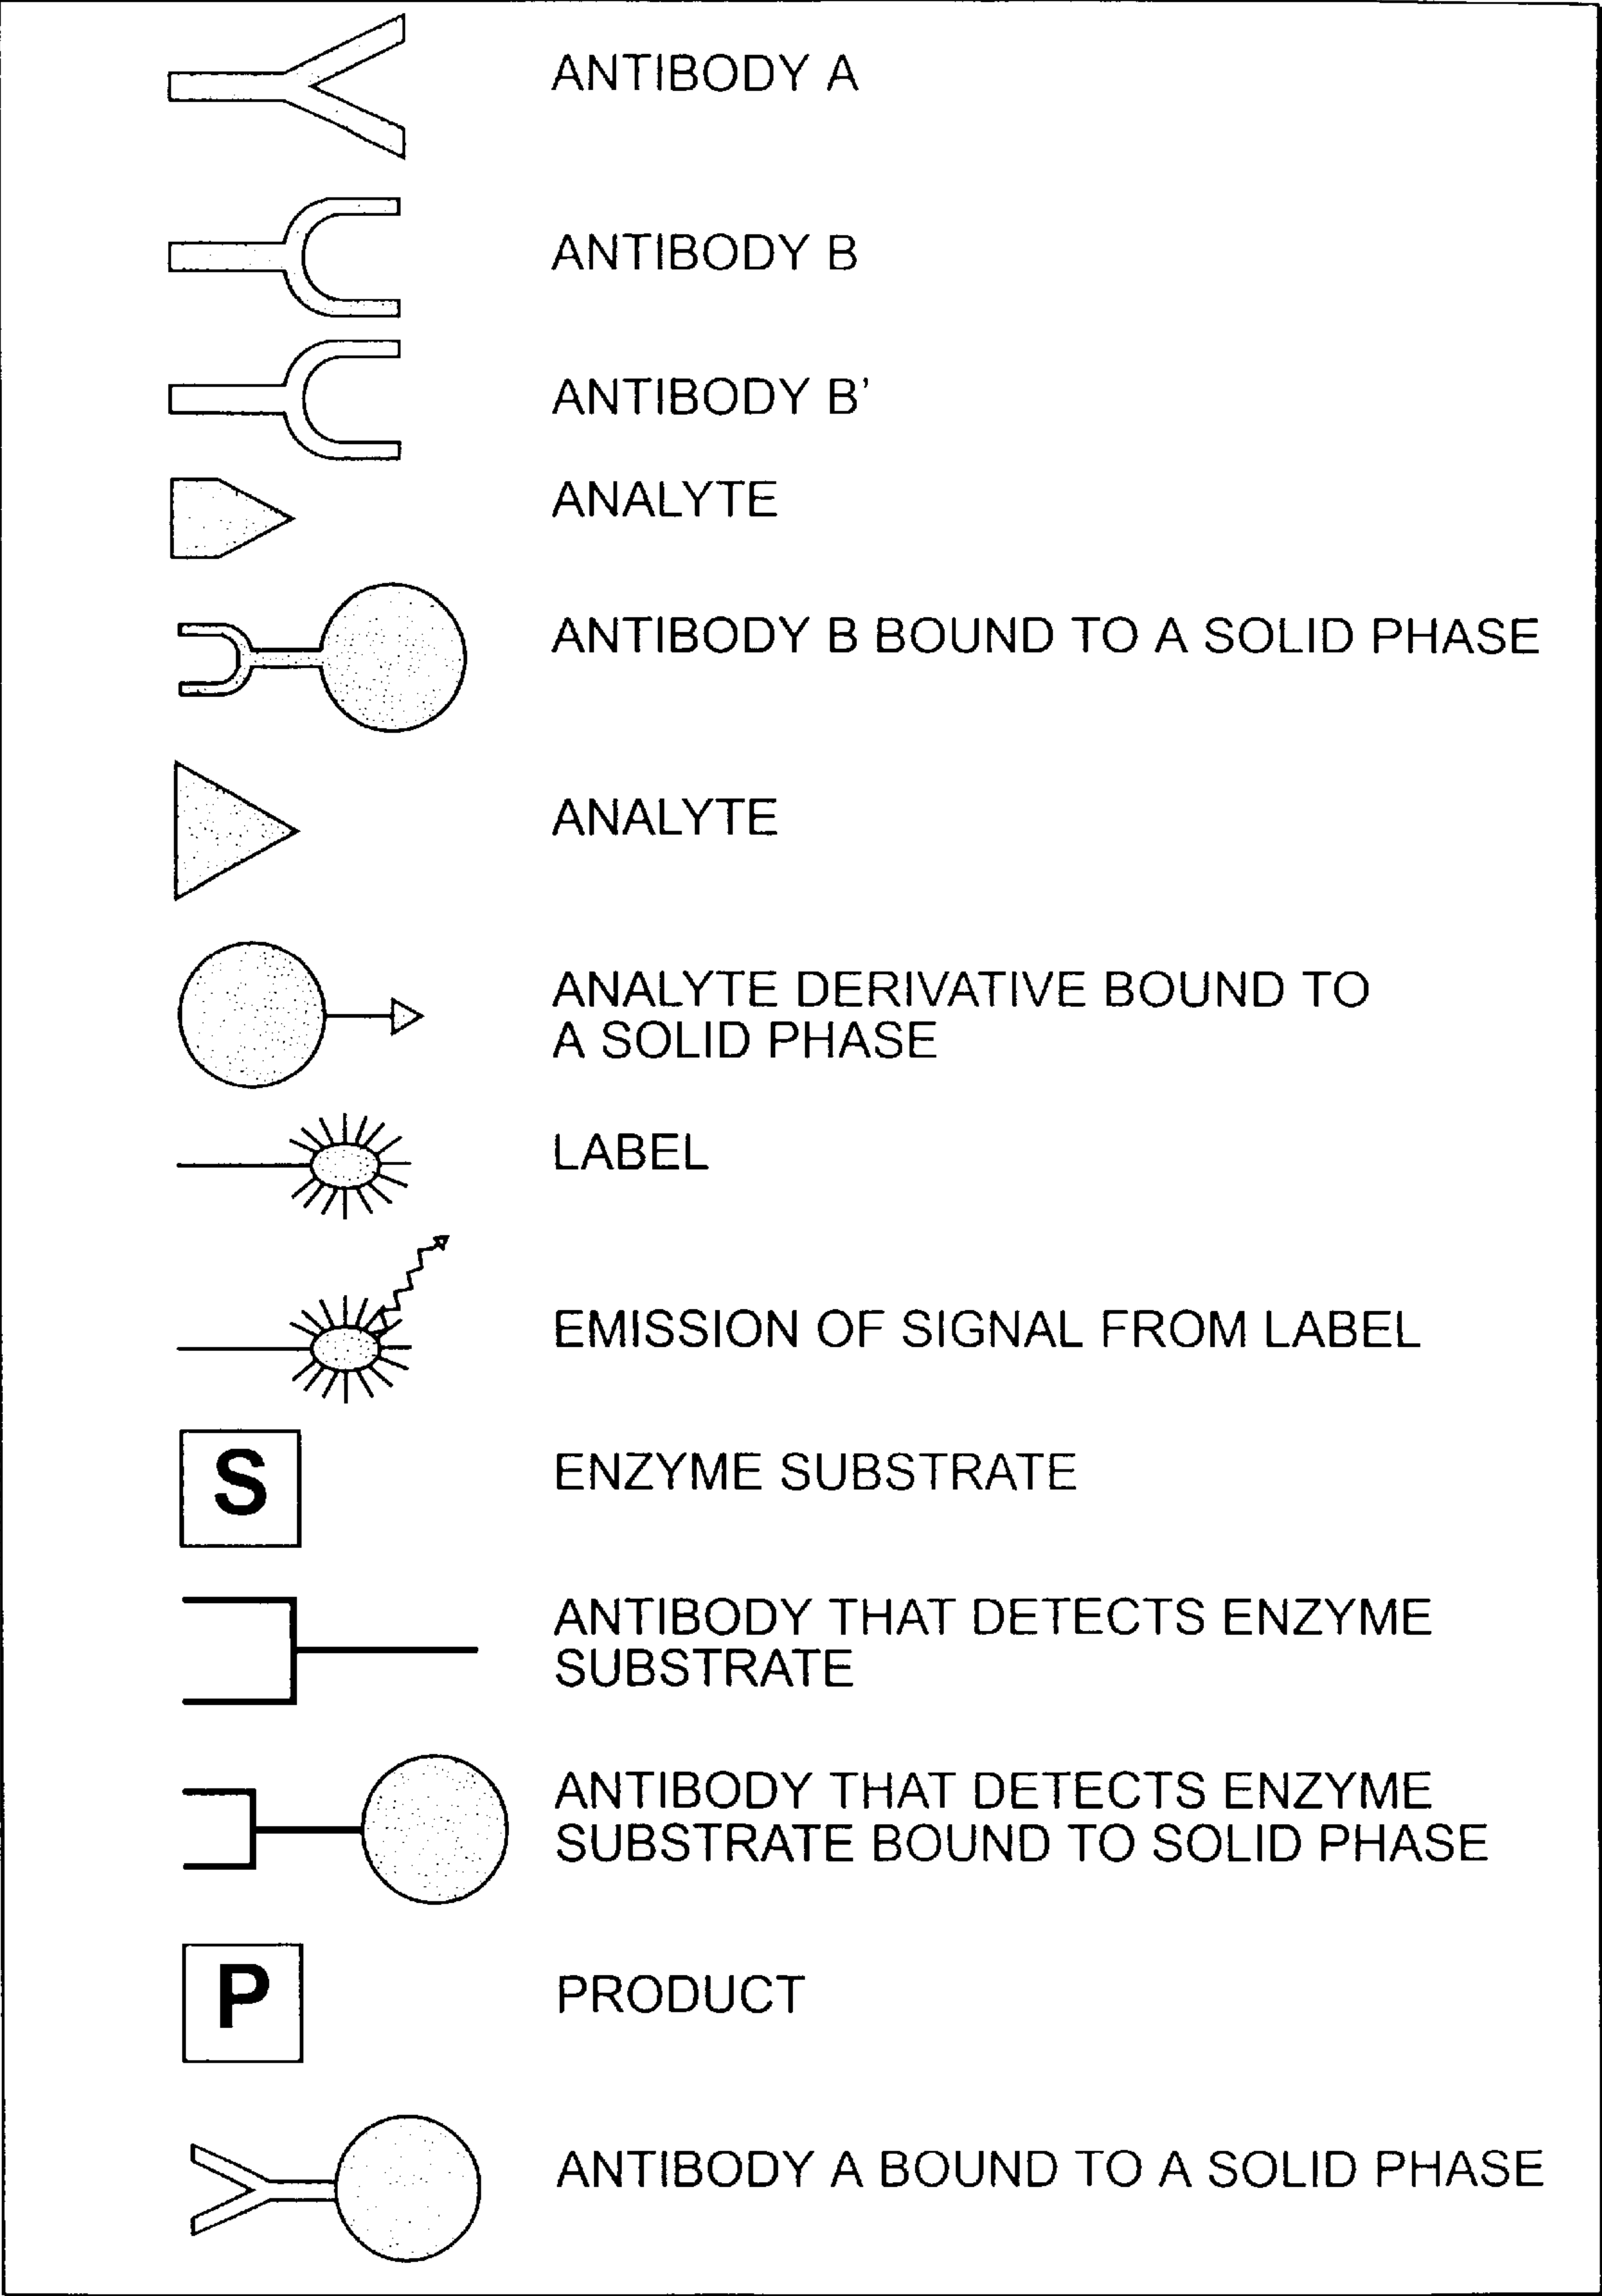 ANTIBODY A
ANTIBODY B
ANTIBODY B'
ANALYTE
ANTIBODY B BOUND TO A SOLID PHASE
ANALYTE
ANALYTE DERIVATIVE BOUND TO
A SOLID PHASE
LABEL
EMISSION OF SIGNAL FROM LABEL
S
ENZYME SUBSTRATE
ANTIBODY THAT DETECTS ENZYME
SUBSTRATE
ANTIBODY THAT DETECTS ENZYME
SUBSTRATE BOUND TO SOLID PHASE
P
PRODUCT
ANTIBODY A BOUND TO A SOLID PHASE